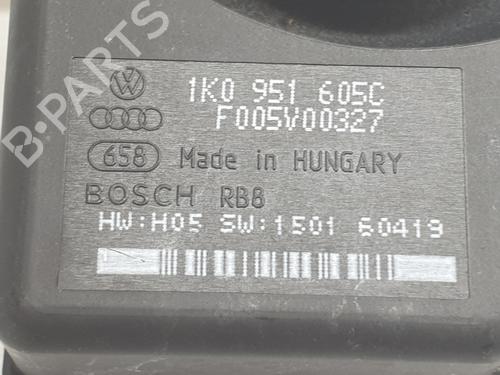 1K0 951 605C
F005V00327
658 Made in HUNGARY
BOSCH RB8
HW:H05 SW:1501 60419
B-PARTS